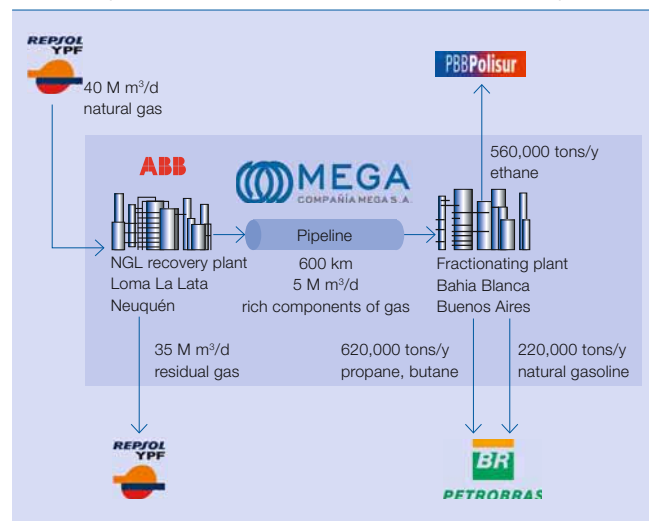 REPSOL
YPF
40 M m³/d
natural gas
PBBPolisur
560,000 tons/y
ethane
ABB
MEGA
COMPAÑÍA MEGA S.A.
Pipeline
NGL recovery plant
Loma La Lata
Neuquén
600 km
5 M m³/d
rich components of gas
Fractionating plant
Bahia Blanca
Buenos Aires
35 M m³/d
residual gas
620,000 tons/y
propane, butane
220,000 tons/y
natural gasoline
REPSOL
YPF
BR
PETROBRAS